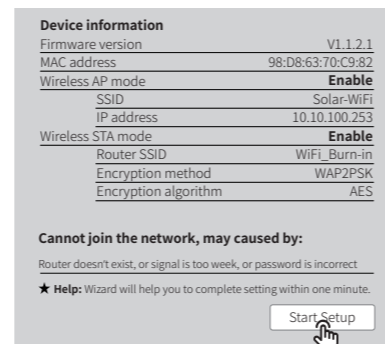 Device information
Firmware version V1.1.2.1
MAC address 98:D8:63:70:C9:82
Wireless AP mode Enable
SSID Solar-WiFi
IP address 10.10.100.253
Wireless STA mode Enable
Router SSID WiFi_Burn-in
Encryption method WAP2PSK
Encryption algorithm AES
Cannot join the network, may caused by:
Router doesn't exist, or signal is too week, or password is incorrect
★ Help: Wizard will help you to complete setting within one minute.
Start Setup